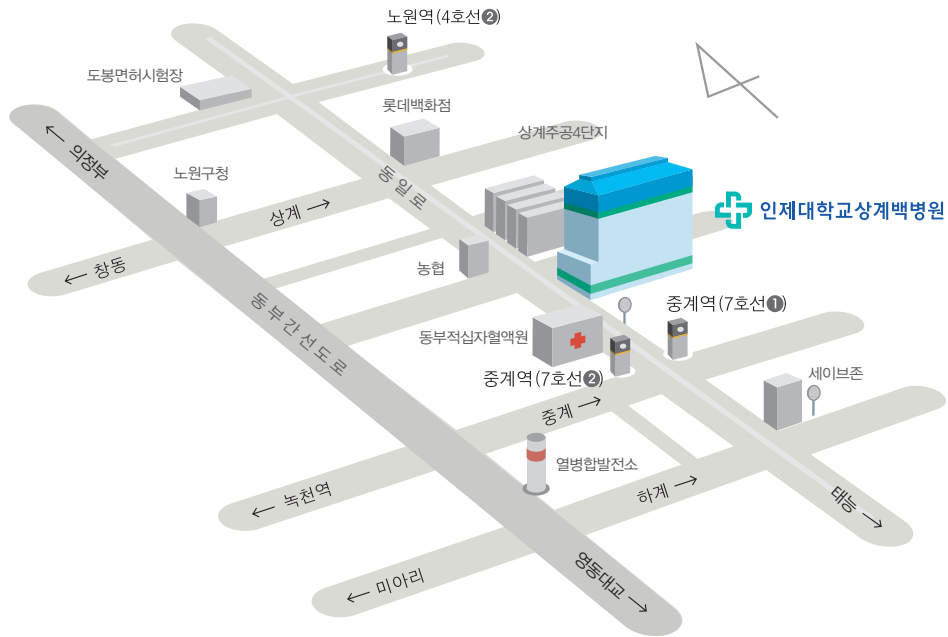 노원역 (4호선 2)
도봉면허시험장
롯데백화점
상계주공4단지
의정부
노원구청
동일로
상계
인제대학교상계백병원
창동
농협
동부간선도로
중계역 (7호선 1)
동부적십자혈액원
중계역 (7호선 2)
세이브존
중계
열병합발전소
녹천역
하계
태능
미아리
영동대교